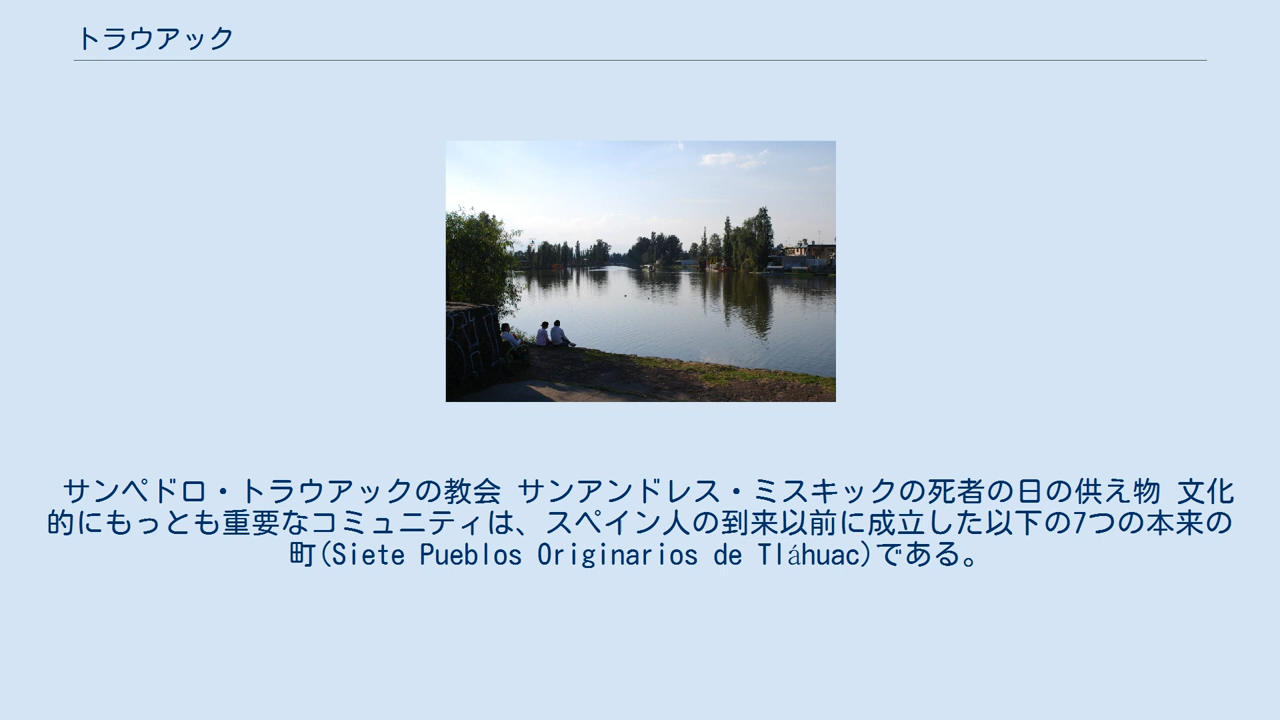 トラウアック
サンペドロ・トラウアックの教会 サンアンドレス・ミスキックの死者の日の供え物 文化
的にもっとも重要なコミュニティは、スペイン人の到来以前に成立した以下の7つの本来の
町(Siete Pueblos Originarios de Tláhuac)である。